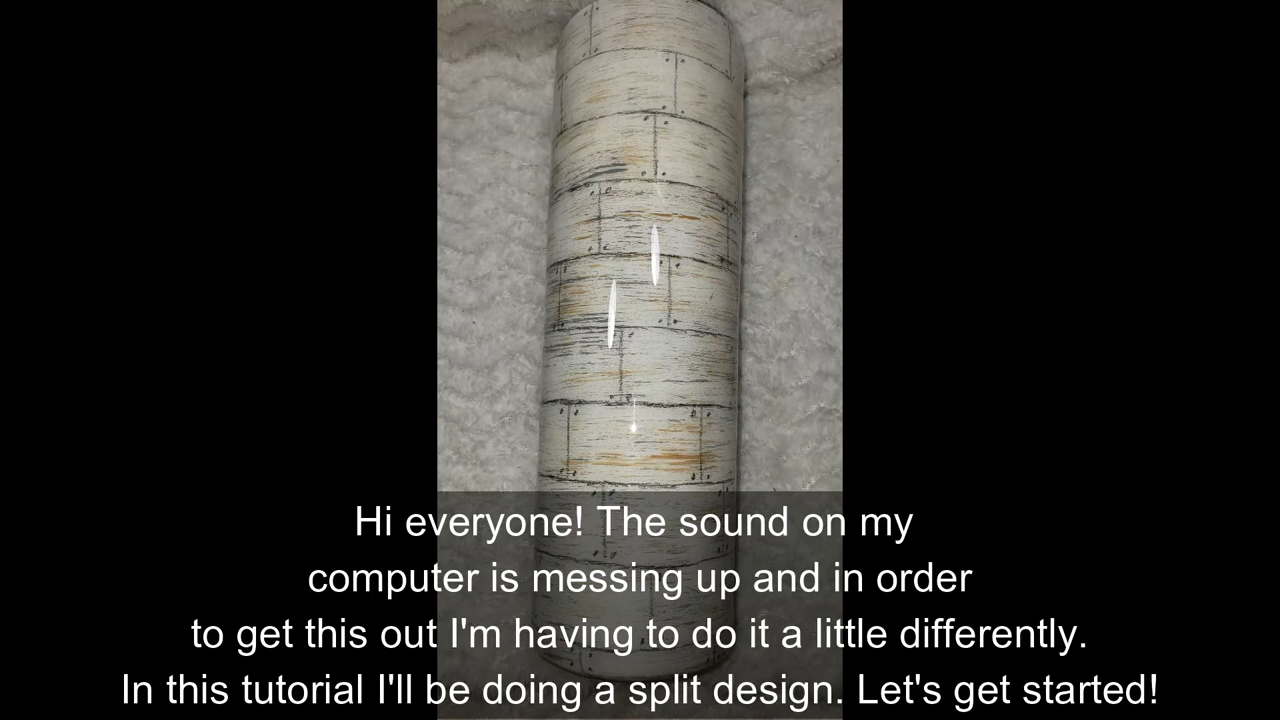 Hi everyone! The sound on my
computer is messing up and in order
to get this out I'm having to do it a little differently.
In this tutorial I'll be doing a split design. Let's get started!